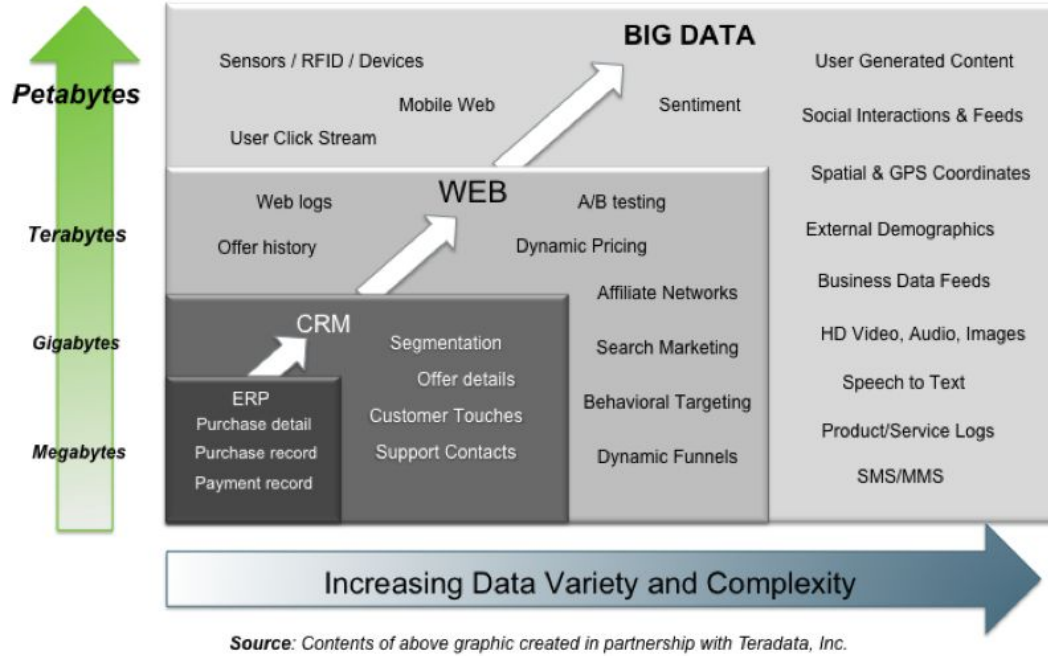 BIG DATA
Sensors / RFID / Devices
User Generated Content
Petabytes
Mobile Web
Sentiment
Social Interactions & Feeds
User Click Stream
Spatial & GPS Coordinates
WEB
Web logs
A/B testing
Terabytes
External Demographics
Offer history
Dynamic Pricing
Business Data Feeds
Affiliate Networks
CRM
HD Video, Audio, Images
Gigabytes
Segmentation
Search Marketing
Offer details
Speech to Text
ERP
Behavioral Targeting
Purchase detail
Customer Touches
Product/Service Logs
Megabytes
Purchase record
Support Contacts
Dynamic Funnels
SMS/MMS
Payment record
Increasing Data Variety and Complexity
Source: Contents of above graphic created in partnership with Teradata, Inc.